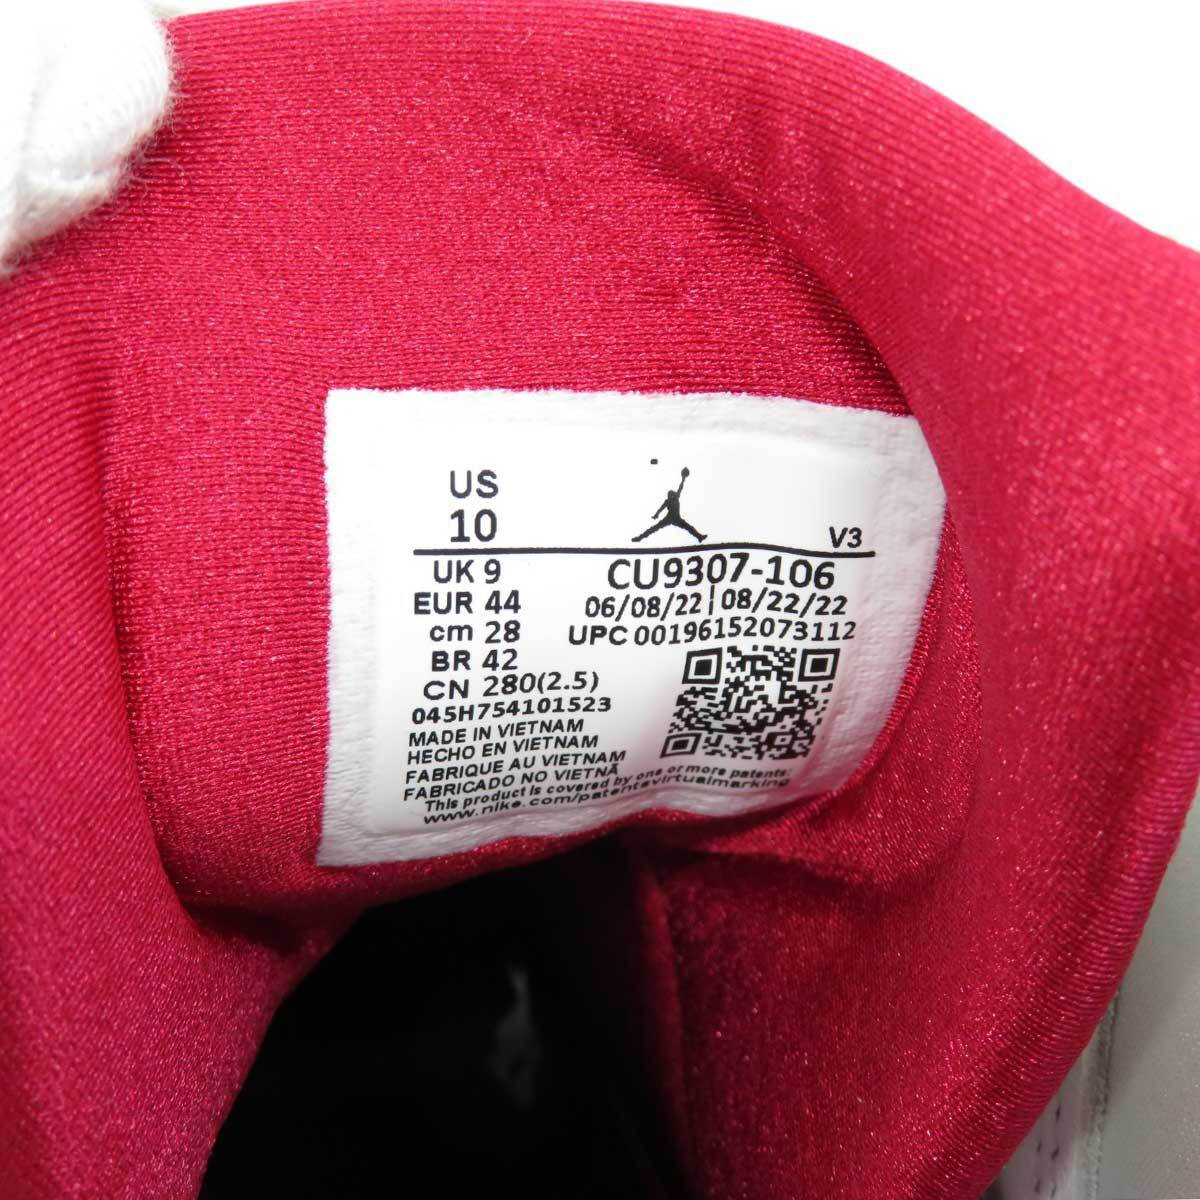 US
10
V3
UK 9
EUR 44
cm 28
BR 42
CN 280(2.5)
CU9307-106
06/08/22 | 08/22/22
UPC 00196152073112
045H754101523
MADE IN VIETNAM
HECHO EN VIETNAM
FABRIQUE AU VIETNAM
FABRICADO NO VIETNÃ
This product is covered by one or more patents:
www.nike.com/patentsvirtualmarking